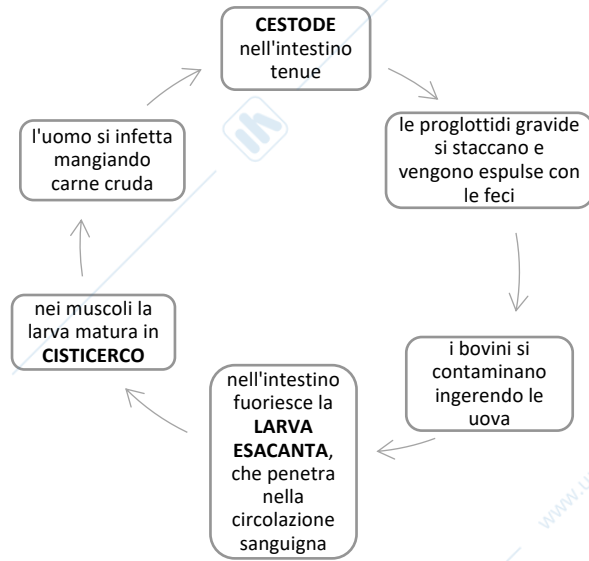 CESTODE
nell'intestino
tenue
le proglottidi gravide
si staccano e
vengono espulse con
le feci
i bovini si
contaminano
ingerendo le
uova
nell'intestino
fuoriesce la
LARVA
ESACANTA,
che penetra
nella
circolazione
sanguigna
nei muscoli la
larva matura in
CISTICERCO
l'uomo si infetta
mangiando
carne cruda